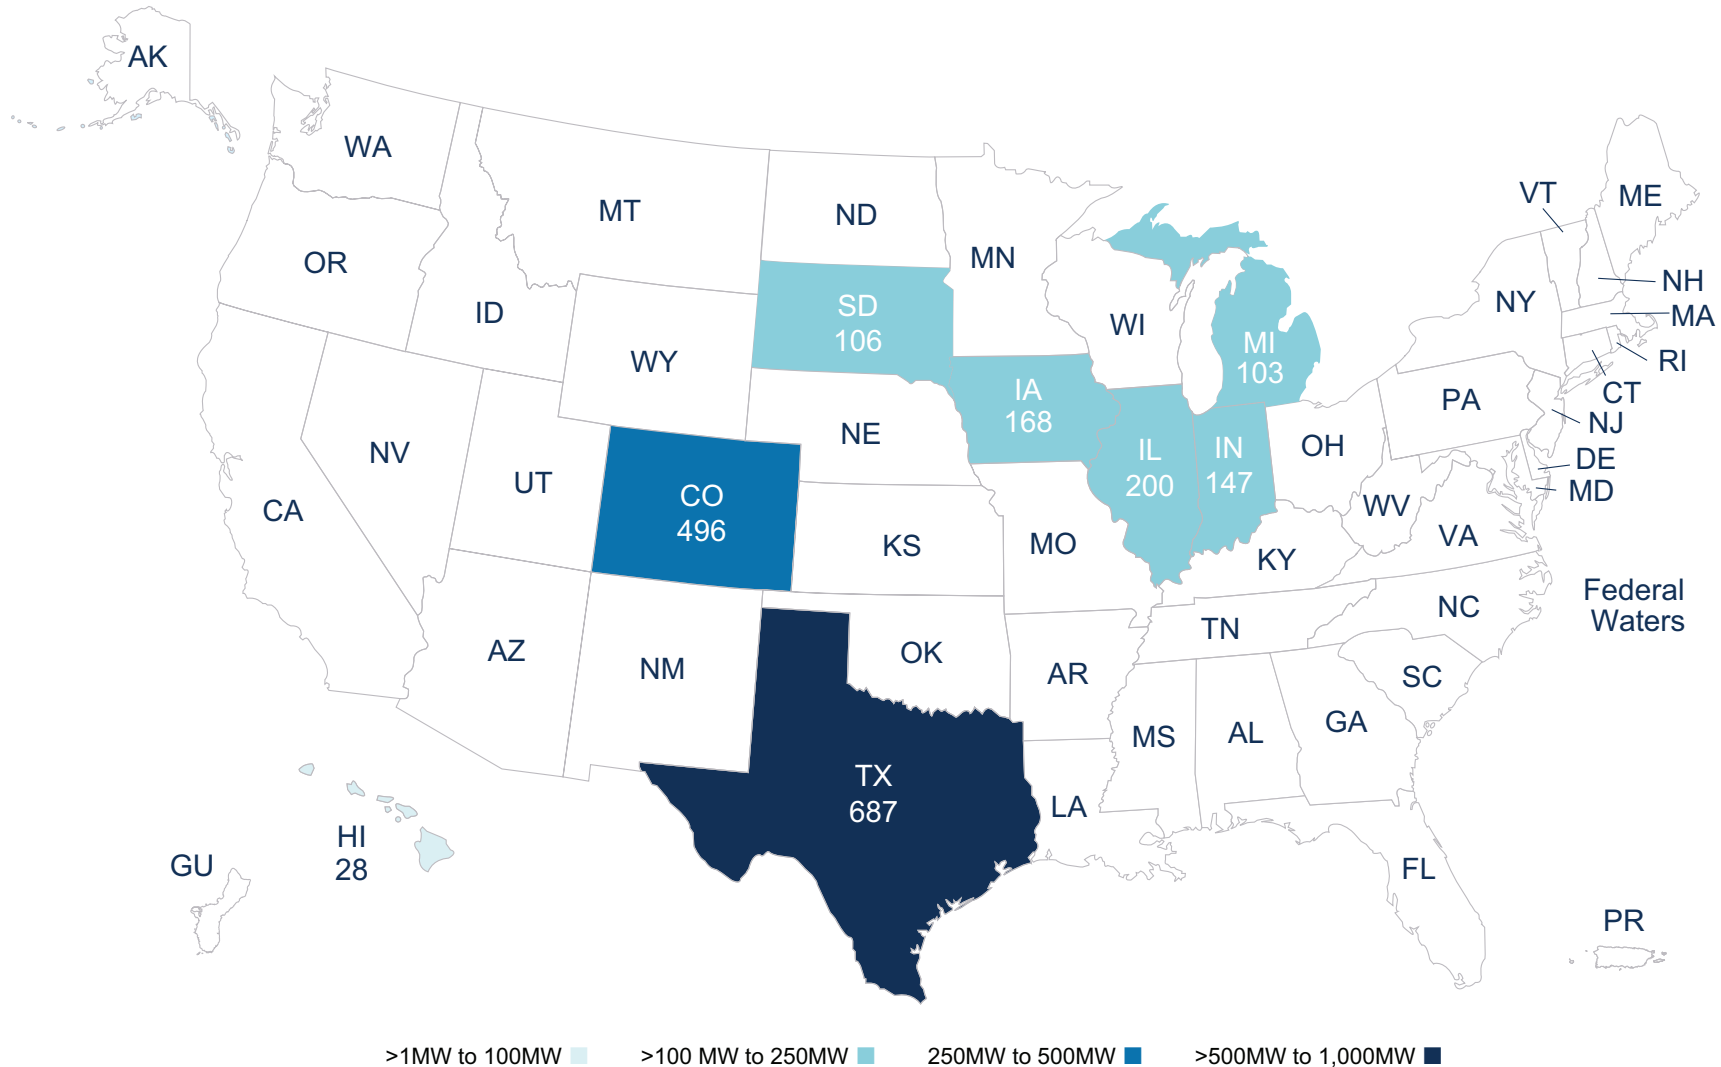 AK
WA
MT
ND
MN
VT
ME
OR
ID
SD
106
WI
MI
103
NY
NH
MA
RI
CT
WY
IA
168
PA
NJ
NV
UT
CO
496
NE
IL
200
IN
147
OH
DE
MD
CA
KS
MO
KY
WV
VA
Federal
Waters
AZ
NM
OK
AR
TN
NC
SC
TX
687
LA
MS
AL
GA
FL
HI
28
GU
PR
>1MW to 100MW
>100 MW to 250MW
250MW to 500MW
>500MW to 1,000MW